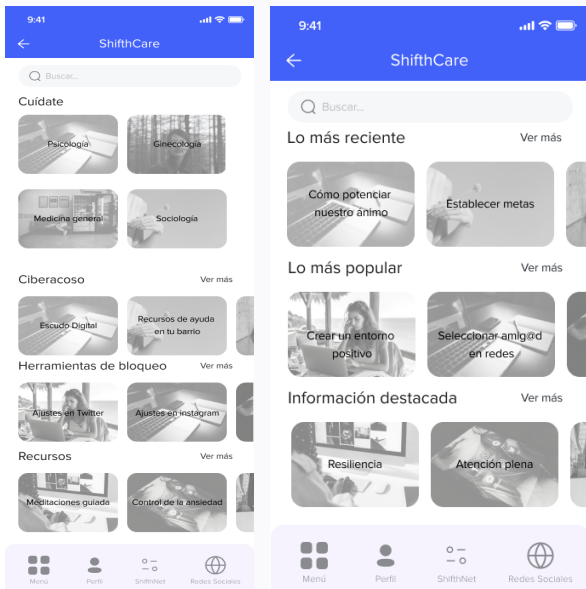 9:41
ShifthCare
Buscar...
Cuídate
Psicología
Ginecología
Medicina general
Sociología
Ciberacoso
Ver más
Escudo Digital
Recursos de ayuda
en tu barrio
Herramientas de bloqueo
Ver más
Ajustes en Twitter
Ajustes en instagram
Recursos
Ver más
Meditaciones guiada
Control de la ansiedad
Menú
Perfil
ShifthNet
Redes Sociales
9:41
ShifthCare
Buscar...
Lo más reciente
Ver más
Cómo potenciar
nuestro ánimo
Establecer metas
Lo más popular
Ver más
Crear un entorno
positivo
Seleccionar amig@d
en redes
Información destacada
Ver más
Resiliencia
Atención plena
Menú
Perfil
ShifthNet
Redes Sociales